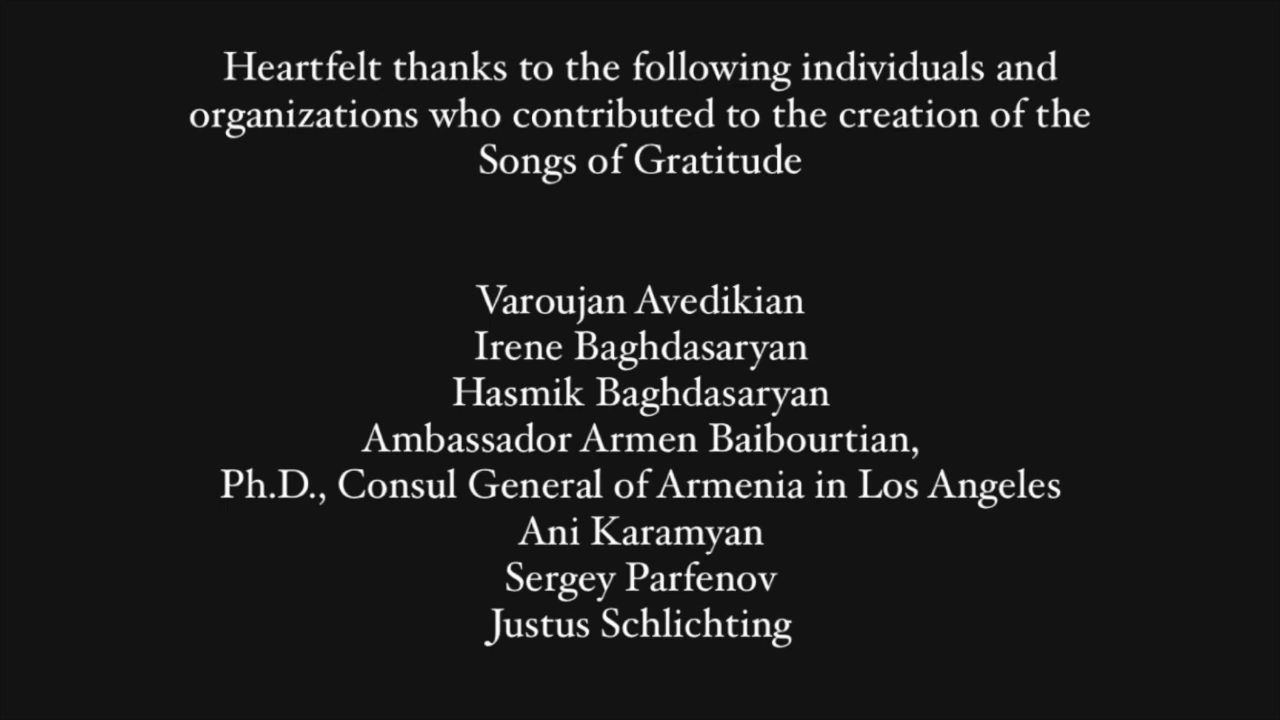 Heartfelt thanks to the following individuals and
organizations who contributed to the creation of the
Songs of Gratitude
Varoujan Avedikian
Irene Baghdasaryan
Hasmik Baghdasaryan
Ambassador Armen Baibourtian,
Ph.D., Consul General of Armenia in Los Angeles
Ani Karamyan
Sergey Parfenov
Justus Schlichting